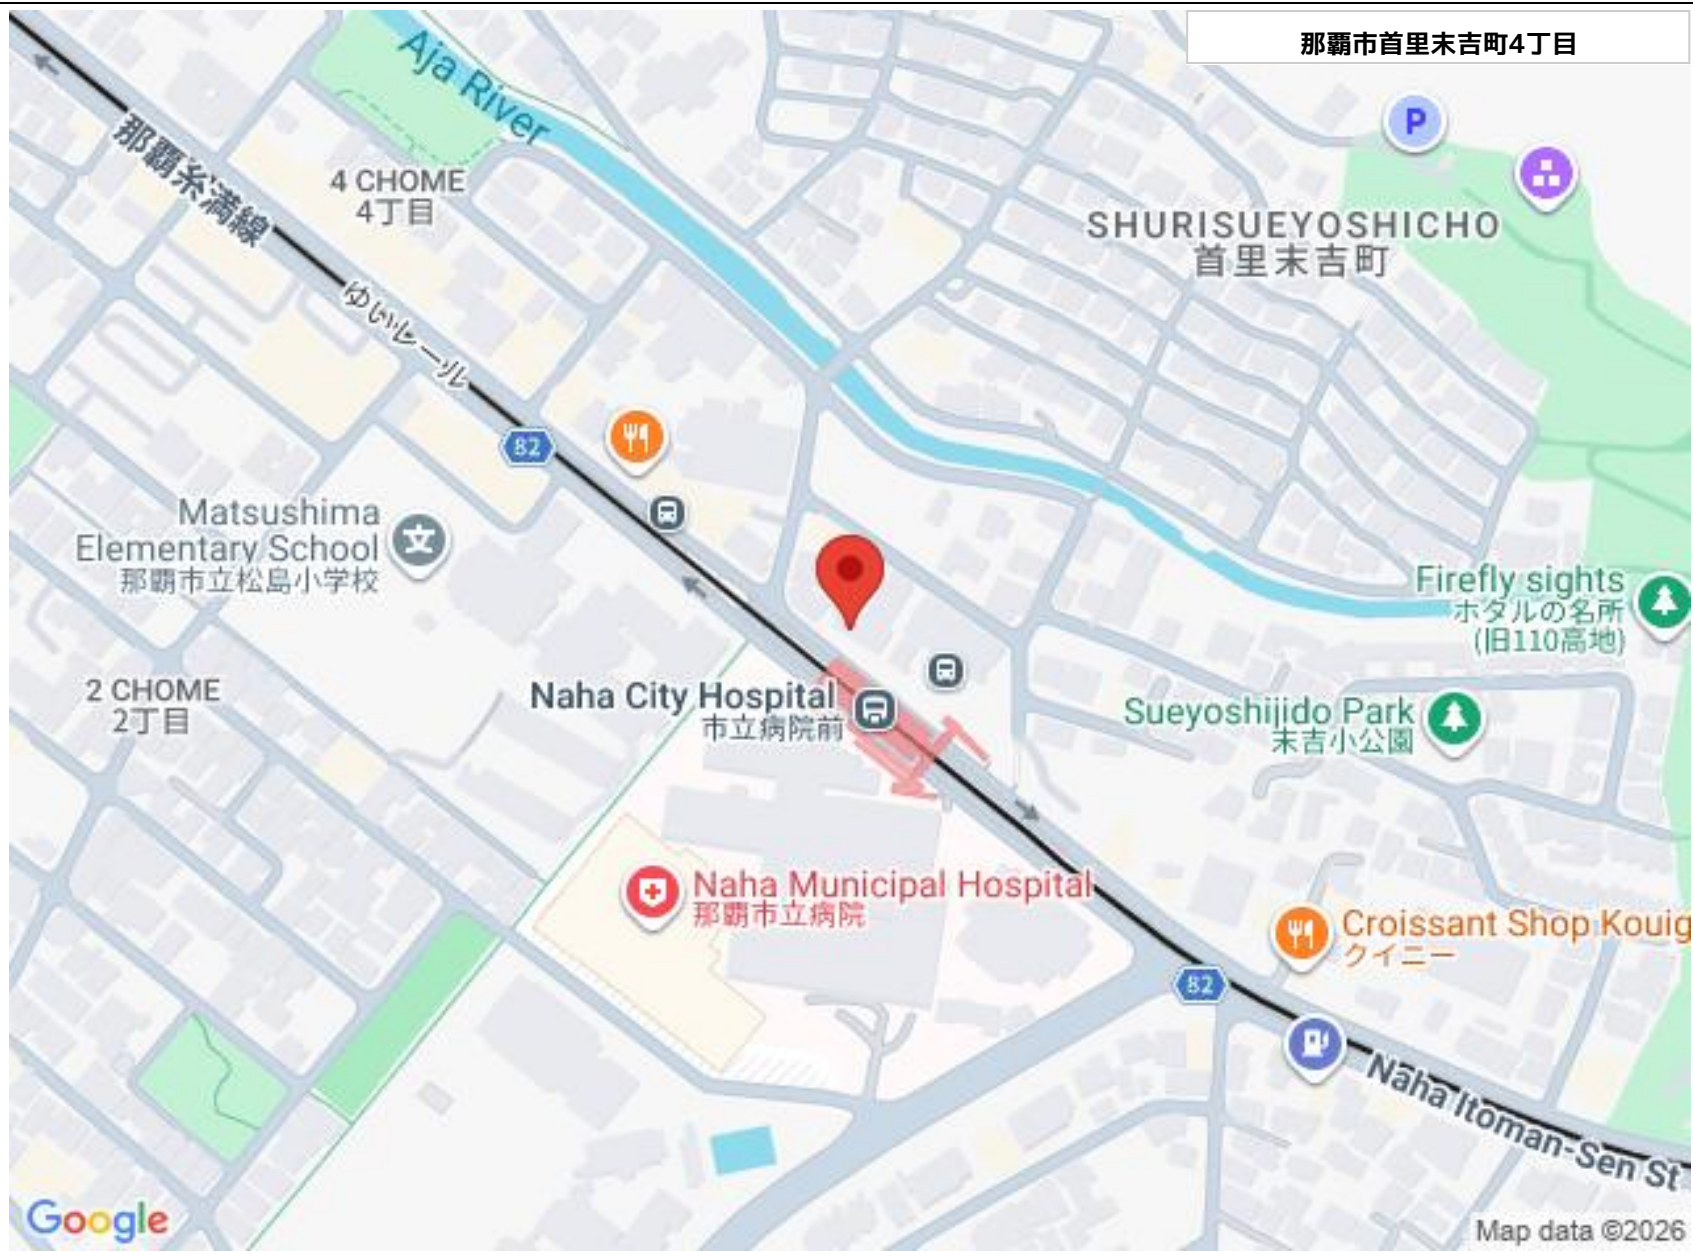 那覇市首里末吉町4丁目
Aja River
P
那覇糸満線
4 CHOME
4丁目
SHURISUEYOSHICHO
首里末吉町
ゆいレール
82
Matsushima
Elementary School
那覇市立松島小学校
文
Firefly sights
ホタルの名所
(旧110高地)
2 CHOME
2丁目
Naha City Hospital
市立病院前
Sueyoshijido Park
末吉小公園
Naha Municipal Hospital
那覇市立病院
Croissant Shop Kouig
クイニー
82
Naha Itoman-Sen St
Google
Map data ©2026